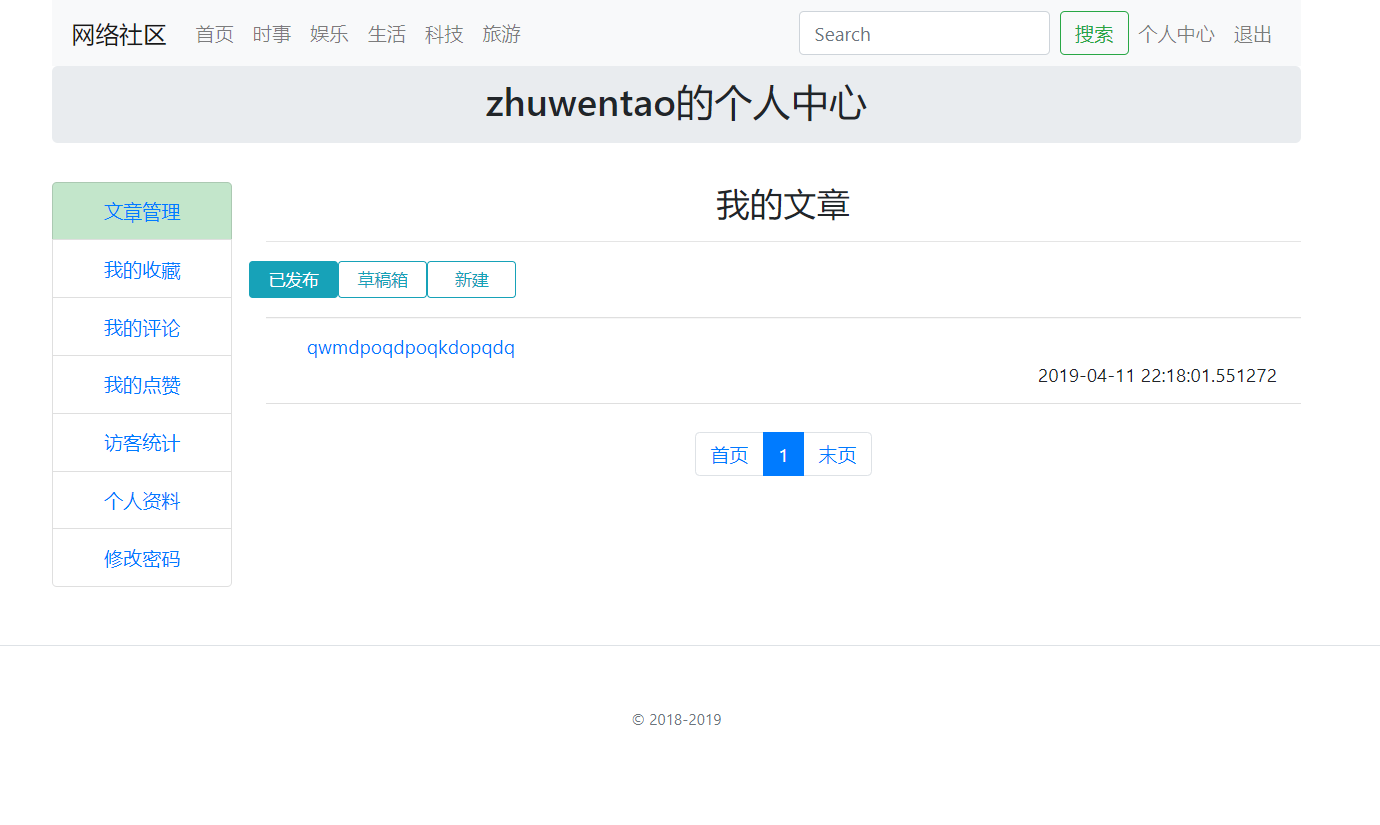 网络社区 首页 时事 娱乐 生活 科技 旅游 Search 搜索 个人中心 退出
zhuwentao的个人中心
文章管理
我的收藏
我的评论
我的点赞
访客统计
个人资料
修改密码
我的文章
已发布 草稿箱 新建
qwmdpoqdpoqkdopqdq
2019-04-11 22:18:01.551272
首页 1 末页
© 2018-2019